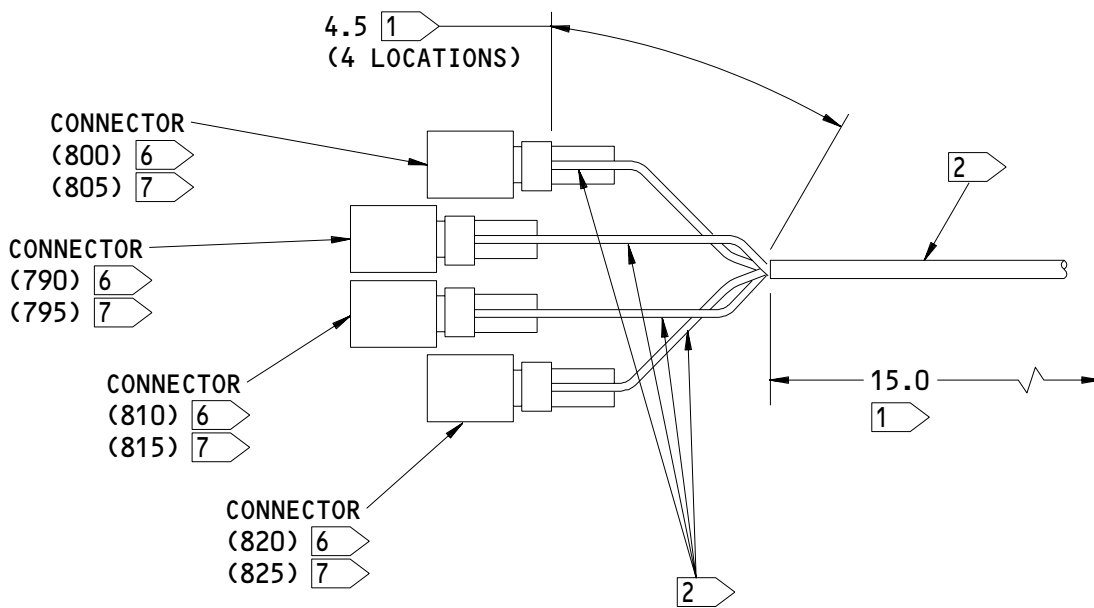 4.5 1
(4 LOCATIONS)
CONNECTOR
(800) 6
(805) 7
2
CONNECTOR
(790) 6
(795) 7
15.0
1
CONNECTOR
(810) 6
(815) 7
CONNECTOR
(820) 6
(825) 7
2